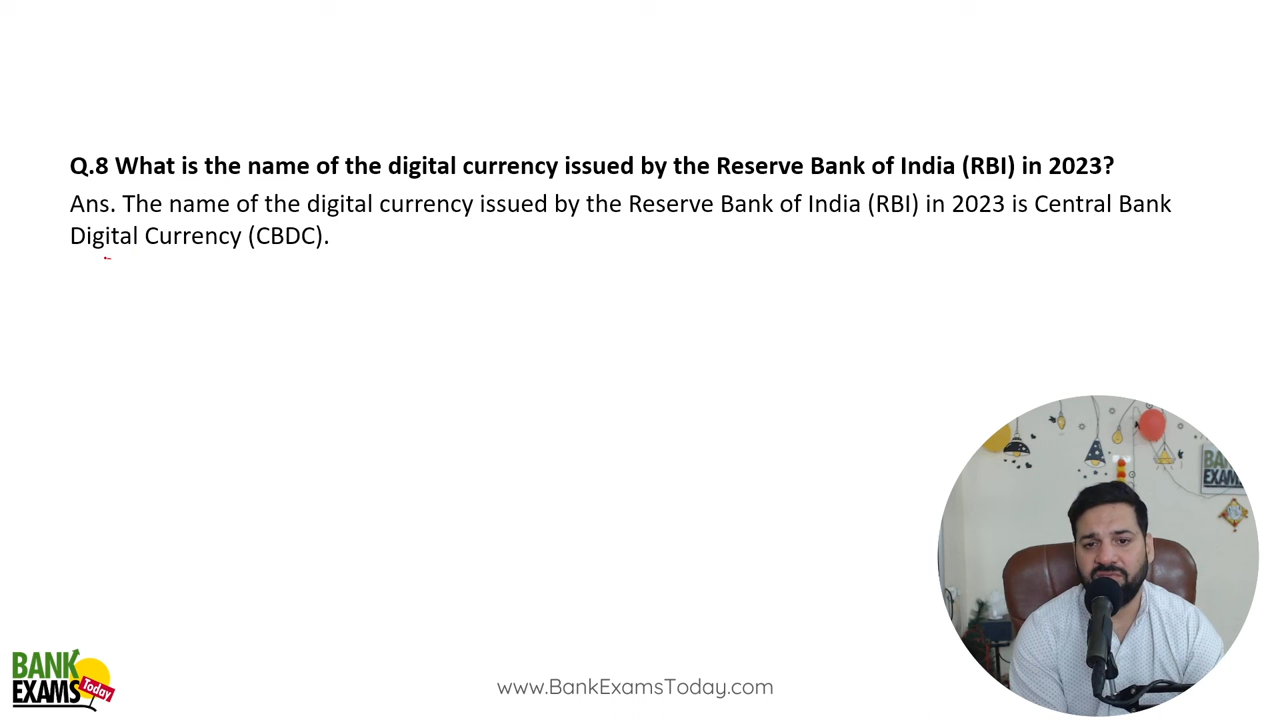 Q.8 What is the name of the digital currency issued by the Reserve Bank of India (RBI) in 2023?
Ans. The name of the digital currency issued by the Reserve Bank of India (RBI) in 2023 is Central Bank
Digital Currency (CBDC).
BANK
EXAM
BANK
EXAMS
Today
www.BankExamsToday.com